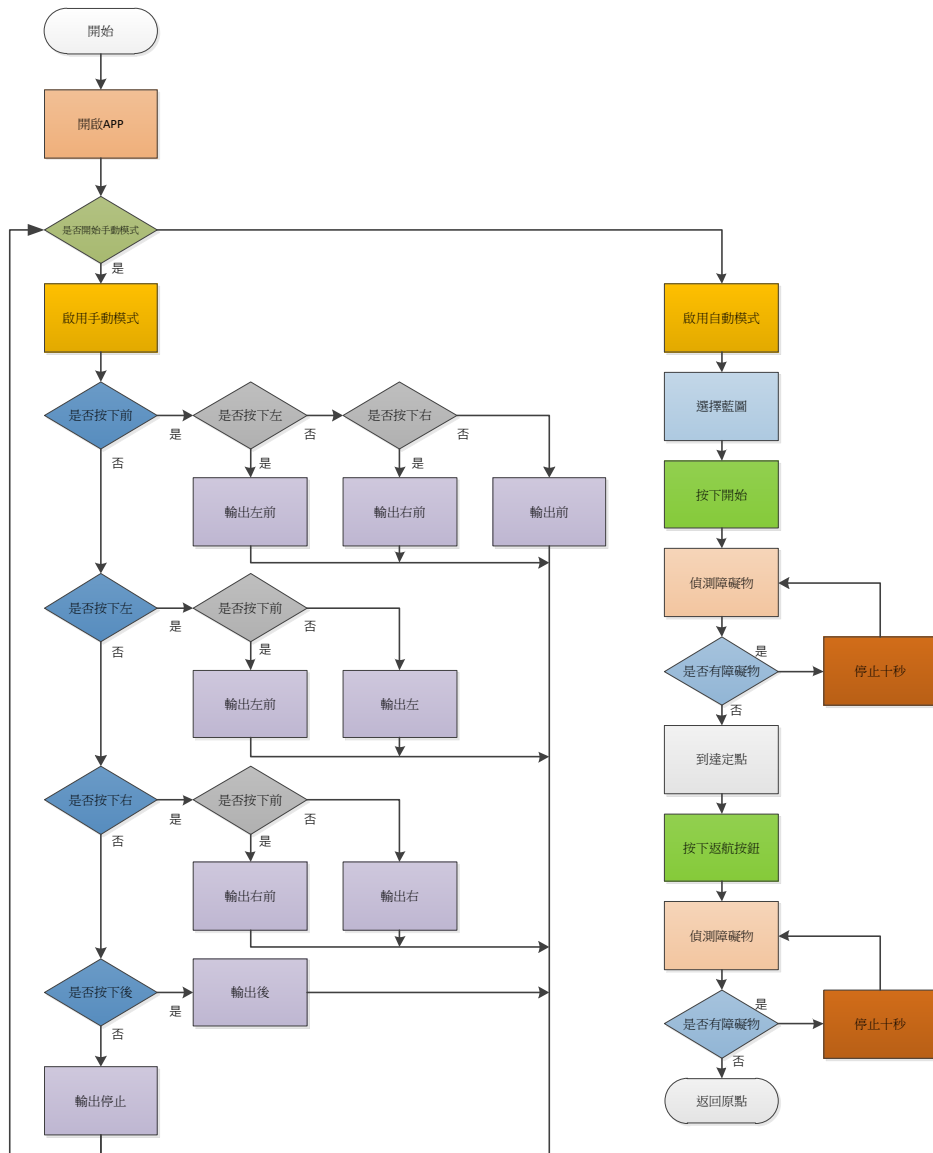 開始
開啟APP
是否開始手動模式
是
啟用手動模式
啟用自動模式
是否按下前
是
是否按下左
否
是否按下右
否
選擇藍圖
否
是
是
輸出左前
輸出右前
輸出前
按下開始
偵測障礙物
是否按下左
是
是否按下前
否
否
是
輸出左前
輸出左
是
是否有障礙物
停止十秒
否
到達定點
是否按下右
是
是否按下前
否
否
是
輸出右前
輸出右
按下返航按鈕
偵測障礙物
是否按下後
是
輸出後
否
是
是否有障礙物
停止十秒
否
輸出停止
返回原點